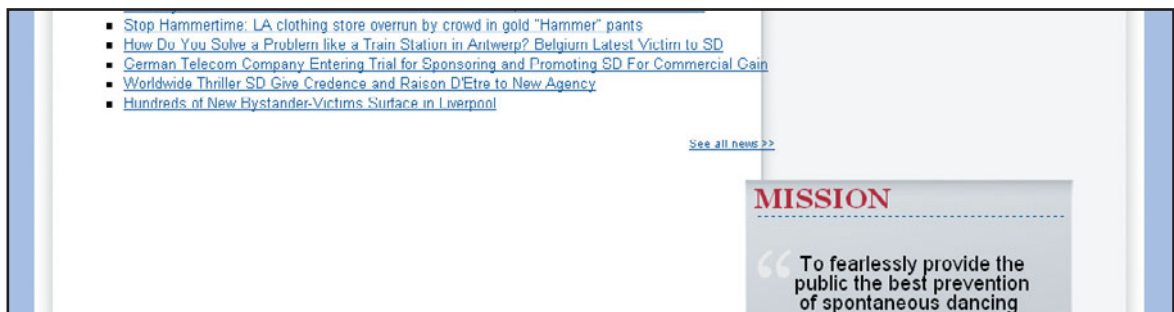 Stop Hammertime: LA clothing store overrun by crowd in gold "Hammer" pants
How Do You Solve a Problem like a Train Station in Antwerp? Belgium Latest Victim to SD
German Telecom Company Entering Trial for Sponsoring and Promoting SD For Commercial Gain
Worldwide Thriller SD Give Credence and Raison D'Etre to New Agency
Hundreds of New Bystander-Victims Surface in Liverpool
See all news >>
MISSION
“ To fearlessly provide the
public the best prevention
of spontaneous dancing